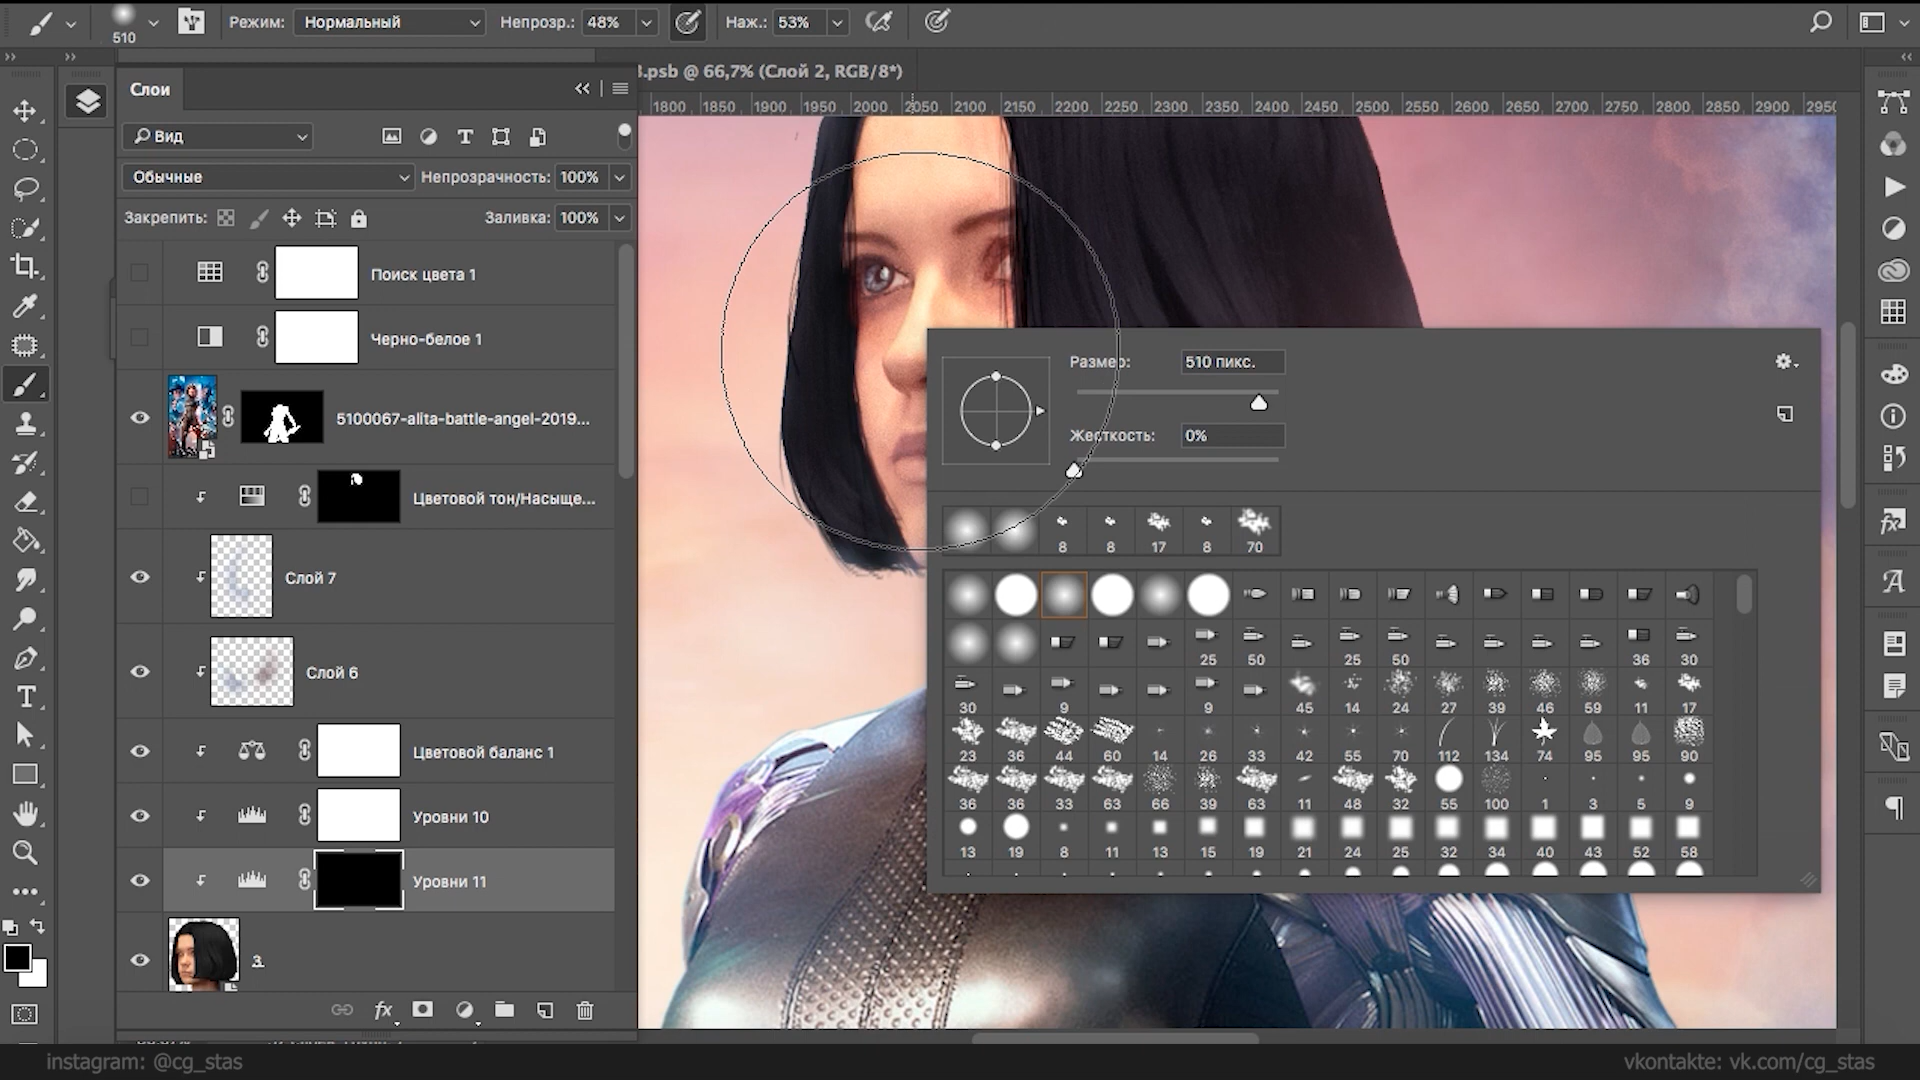 Режим: Нормальный Непрозр.: 48% Наж.: 53%
510
3.psb @ 66,7% (Слой 2, RGB/8*)
Слои
1800 1850 1900 1950 2000 2050 2100 2150 2200 2250 2300 2350 2400 2450 2500 2550 2600 2650 2700 2750 2800 2850 2900 2950
Вид
Обычные Непрозрачность: 100%
Закрепить: Заливка: 100%
Поиск цвета 1
Черно-белое 1
5100067-alita-battle-angel-2019...
Цветовой тон/Насыще...
Слой 7
Слой 6
Цветовой баланс 1
Уровни 10
Уровни 11
3
Размер: 510 пикс.
Жесткость: 0%
8 8 17 8 70
25 50 25 50 36 30
30 9 9 45 14 24 27 39 46 59 11 17
23 36 44 60 14 26 33 42 55 70 112 134 74 95 95 90
36 36 33 63 66 39 63 11 48 32 55 100 1 3 5 9
13 19 8 11 13 15 19 21 24 25 32 34 40 43 52 58
instagram: @cg_stas
vkontakte: vk.com/cg_stas